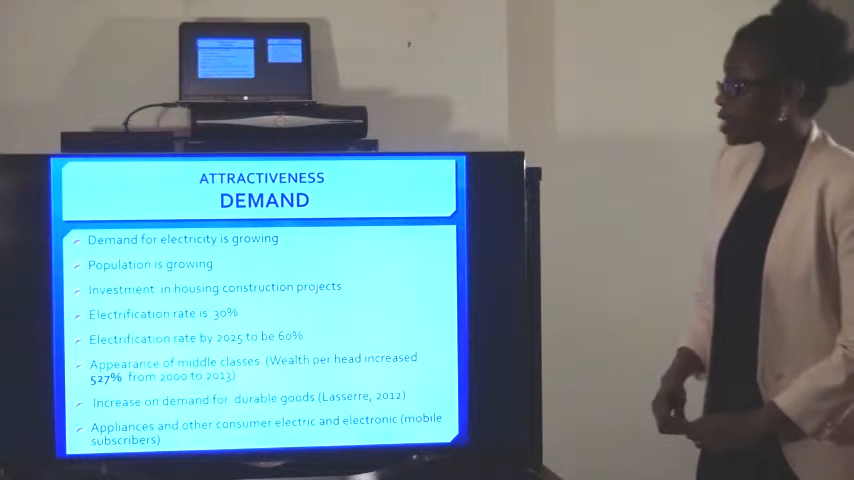 ATTRACTIVENESS
DEMAND
Demand for electricity is growing
Population is growing
Investment in housing construction projects
Electrification rate is 30%
Electrification rate by 2025 to be 60%
Appearance of middle classes (Wealth per head increased
527% from 2000 to 2013)
Increase on demand for durable goods (Lasserre, 2012)
Appliances and other consumer electric and electronic (mobile
subscribers)